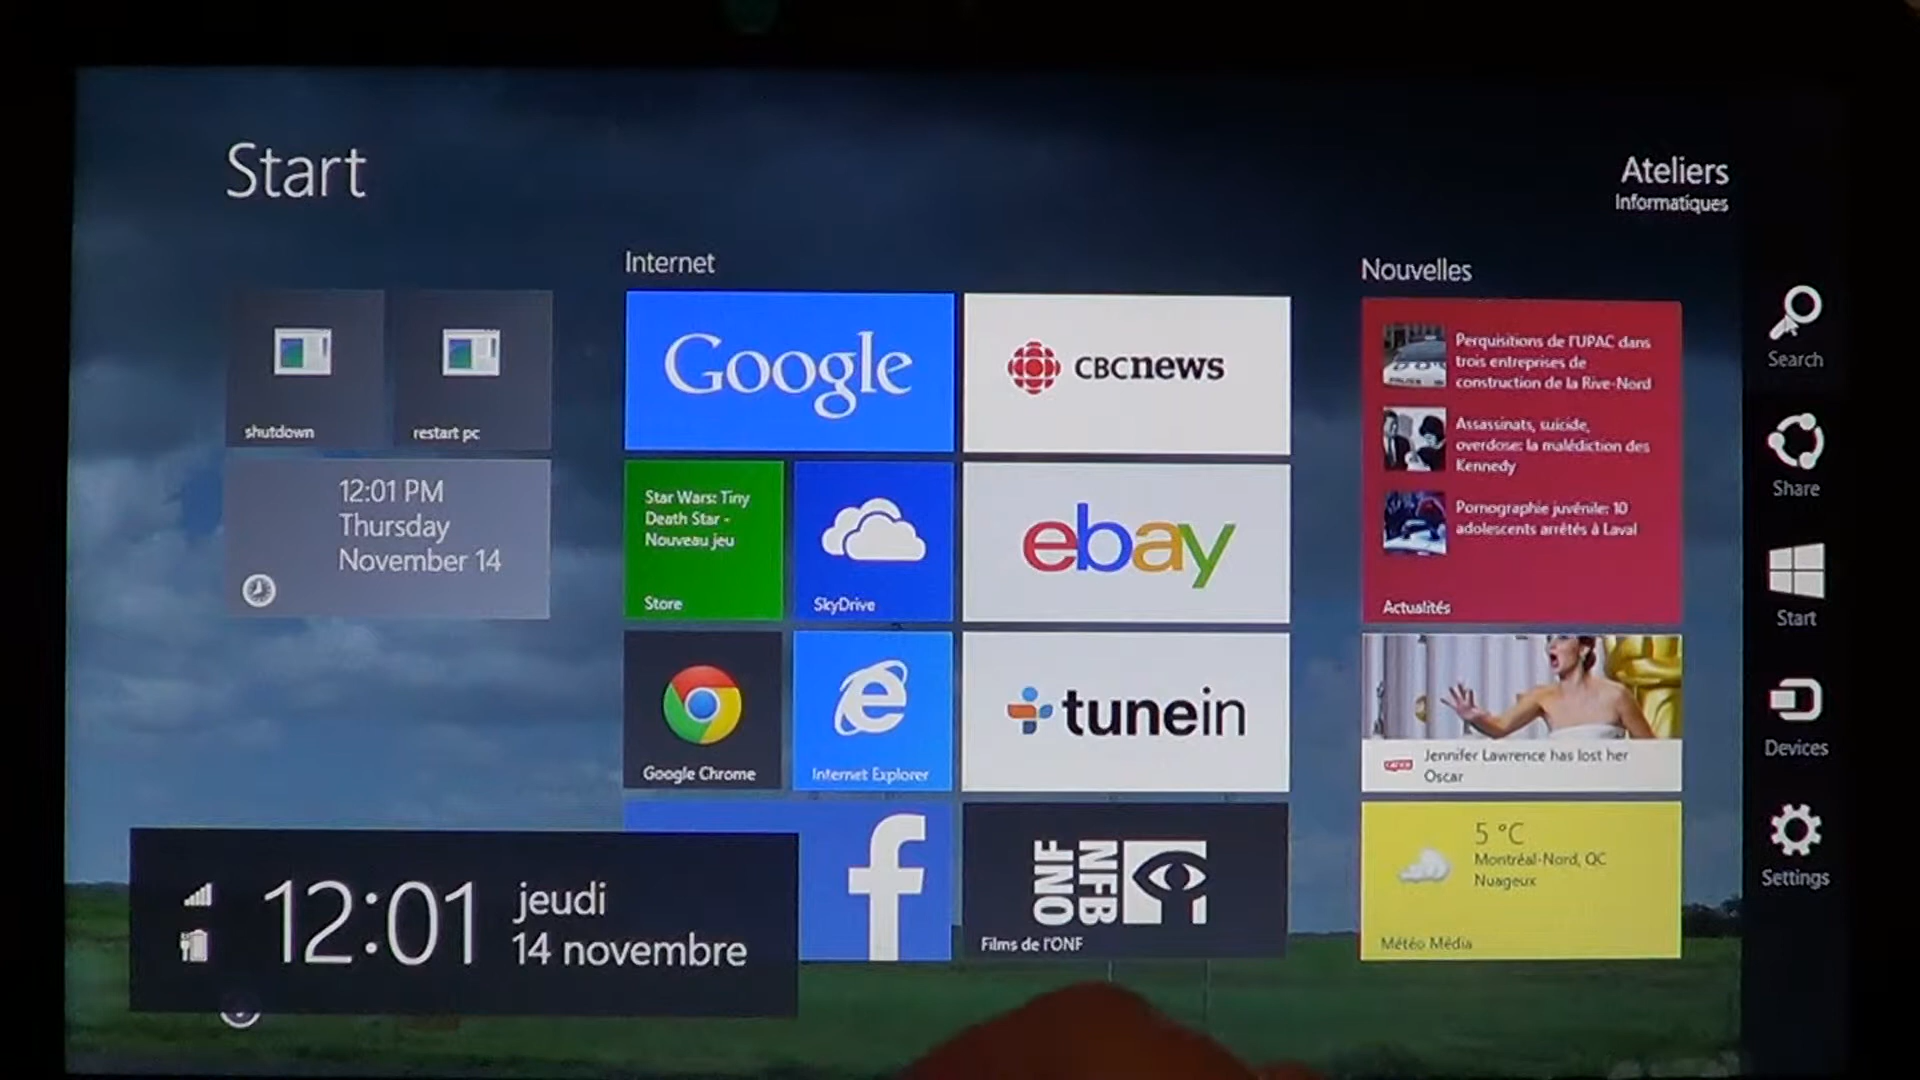 Start
Ateliers
Informatiques
Internet
Nouvelles
shutdown
restart pc
12:01 PM
Thursday
November 14
Google
CBCnews
Star Wars: Tiny
Death Star -
Nouveau jeu
Store
SkyDrive
ebay
Google Chrome
Internet Explorer
tunein
f
ONF
NFB
Films de l'ONF
Perquisitions de l'UPAC dans
trois entreprises de
construction de la Rive-Nord
Assassinats, suicide,
overdose: la malédiction des
Kennedy
Pornographie juvénile: 10
adolescents arrêtés à Laval
Actualités
Jennifer Lawrence has lost her
Oscar
5 °C
Montréal-Nord, QC
Nuageux
Météo Média
Search
Share
Start
Devices
Settings
12:01
jeudi
14 novembre